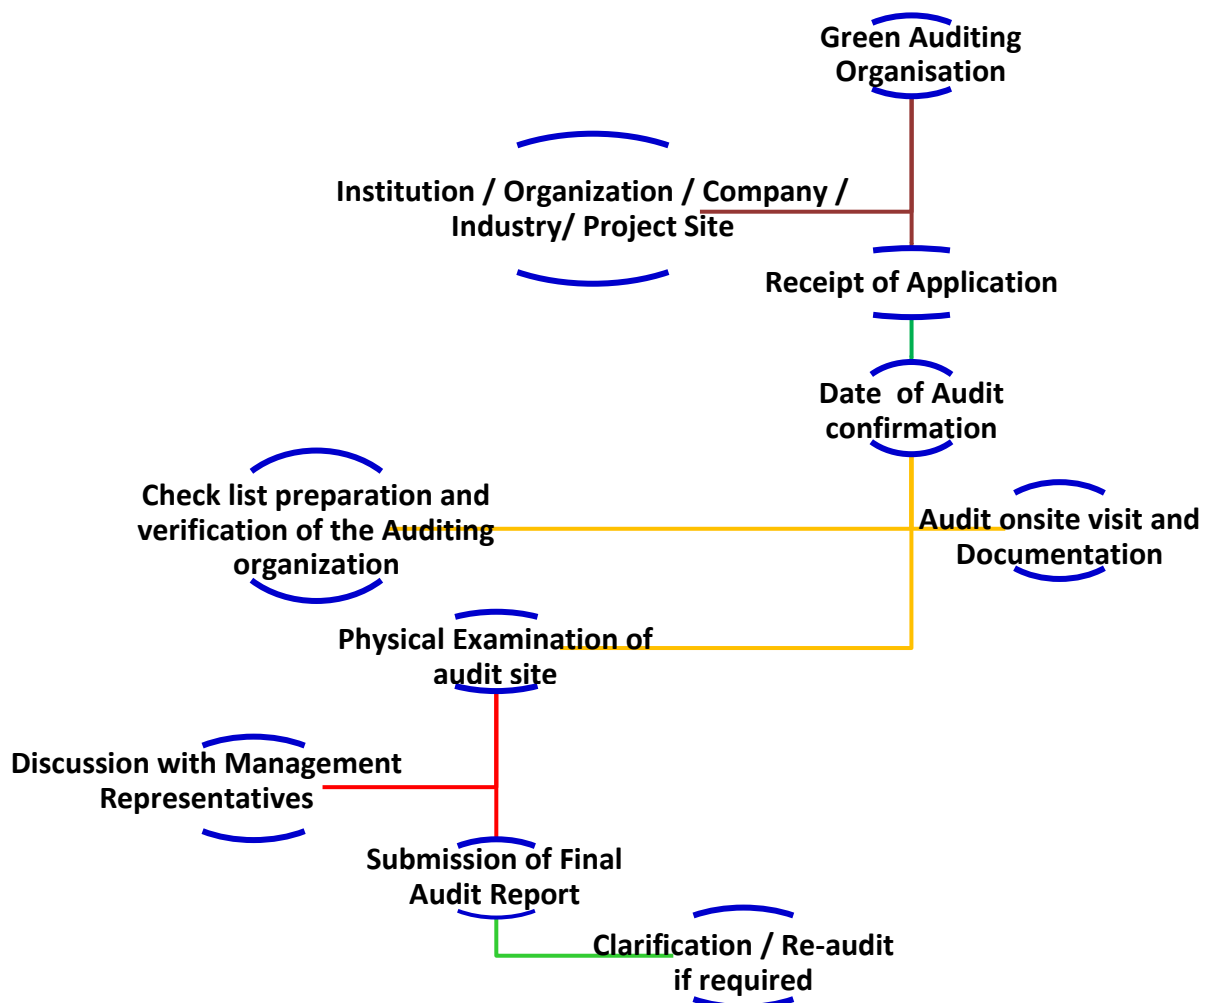 Green Auditing
Organisation
Institution / Organization / Company /
Industry/ Project Site
Receipt of Application
Date of Audit
confirmation
Check list preparation and
verification of the Auditing
organization
Audit onsite visit and
Documentation
Physical Examination of
audit site
Discussion with Management
Representatives
Submission of Final
Audit Report
Clarification / Re-audit
if required